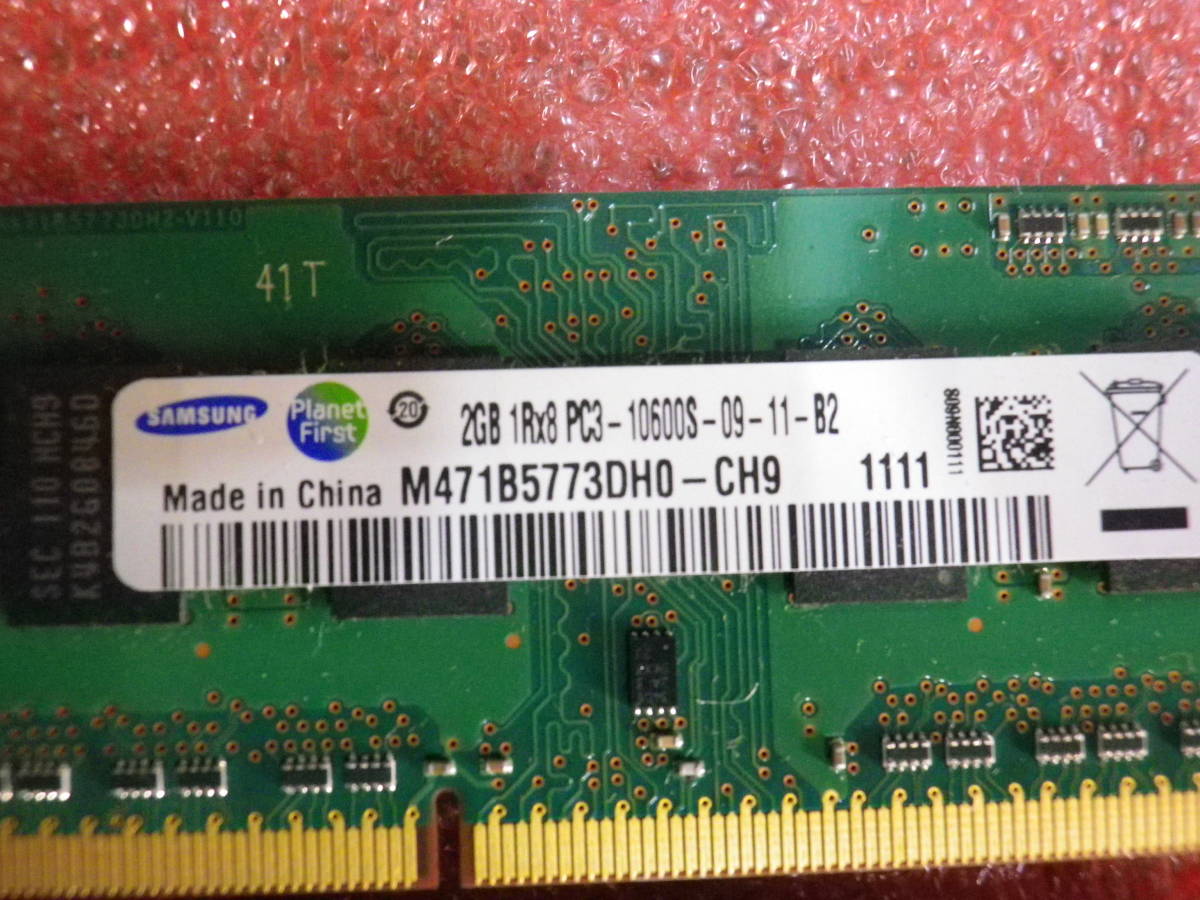 41T
SAMSUNG
Planet
First
20
2GB 1Rx8 PC3-10600S-09-11-B2
Made in China M471B5773DH0-CH9 1111
SEC 110 HCH9
K4B2G0846D